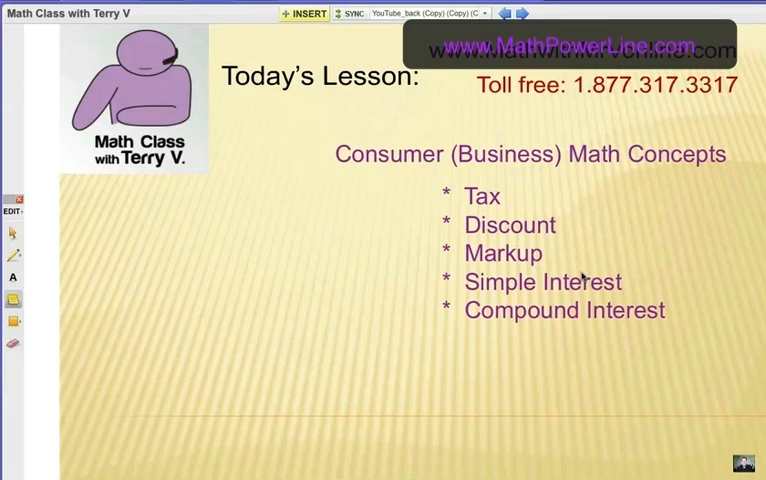 Math Class with Terry V
INSERT
SYNC
YouTube_back (Copy) (Copy) (C
www.MathPowerLine.com
Today's Lesson:
Toll free: 1.877.317.3317
Math Class
with Terry V.
Consumer (Business) Math Concepts
* Tax
* Discount
* Markup
* Simple Interest
* Compound Interest
EDIT
A